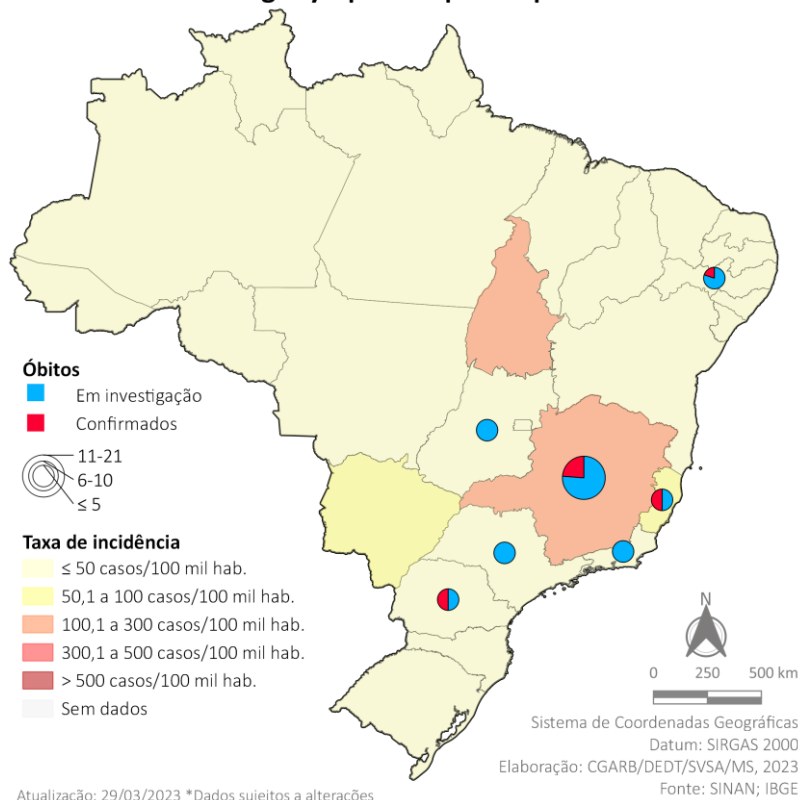 Óbitos
Em investigação
Confirmados
11-21
6-10
≤ 5
Taxa de incidência
≤ 50 casos/100 mil hab.
50,1 a 100 casos/100 mil hab.
100,1 a 300 casos/100 mil hab.
300,1 a 500 casos/100 mil hab.
> 500 casos/100 mil hab.
Sem dados
N
0 250 500 km
Sistema de Coordenadas Geográficas
Datum: SIRGAS 2000
Elaboração: CGARB/DEDT/SVSA/MS, 2023
Fonte: SINAN; IBGE
Atualização: 29/03/2023 *Dados sujeitos a alterações